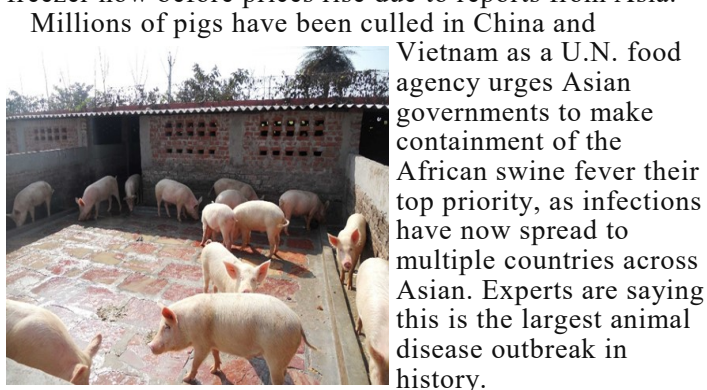 freezer now before prices rise due to reports from Asia.
Millions of pigs have been culled in China and
Vietnam as a U.N. food
agency urges Asian
governments to make
containment of the
African swine fever their
top priority, as infections
have now spread to
multiple countries across
Asian. Experts are saying
this is the largest animal
disease outbreak in
history.